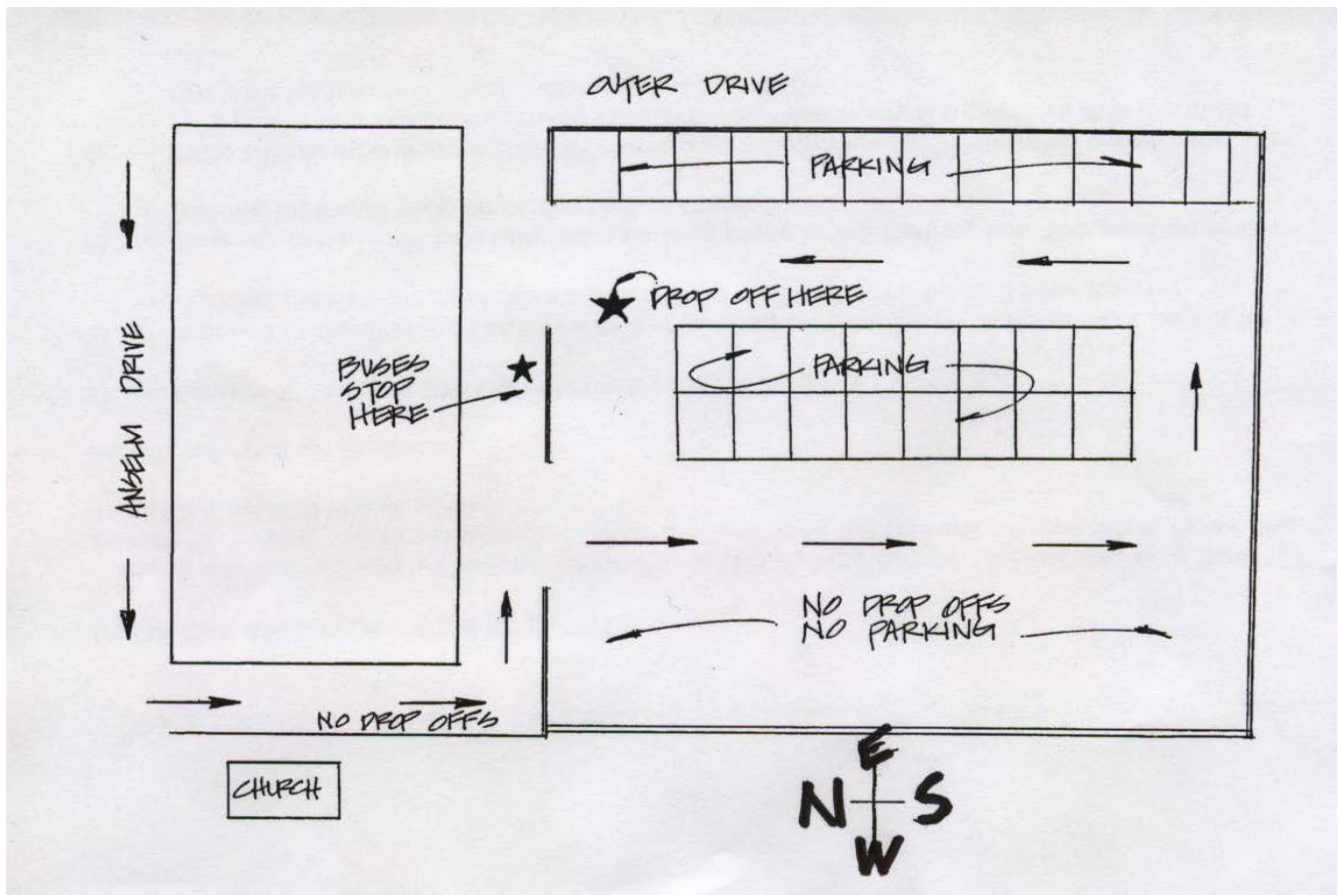 OUTER DRIVE
PARKING
DROP OFF HERE
BUSES
STOP
HERE
PARKING
ANSELM DRIVE
NO DROP OFFS
NO PARKING
NO DROP OFFS
CHURCH
E
N S
W